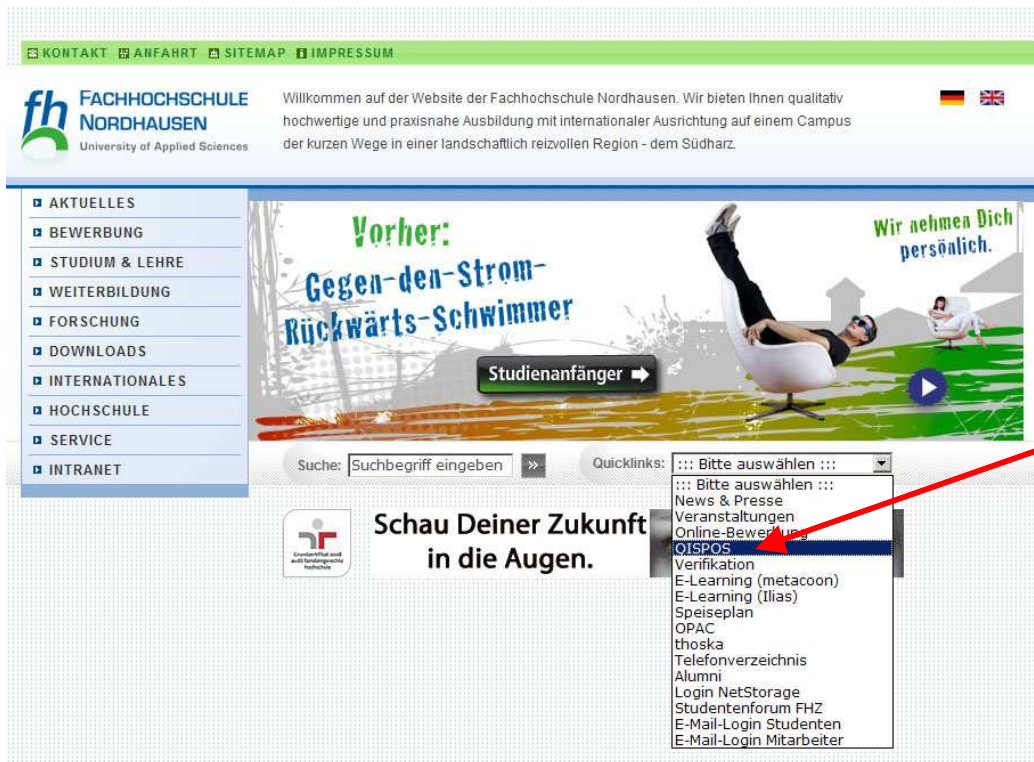 KONTAKT ANFAHRT SITEMAP IMPRESSUM
FACHHOCHSCHULE
NORDHAUSEN
University of Applied Sciences
Willkommen auf der Website der Fachhochschule Nordhausen. Wir bieten Ihnen qualitativ
hochwertige und praxisnahe Ausbildung mit internationaler Ausrichtung auf einem Campus
der kurzen Wege in einer landschaftlich reizvollen Region - dem Südharz.
AKTUELLES
BEWERBUNG
STUDIUM & LEHRE
WEITERBILDUNG
FORSCHUNG
DOWNLOADS
INTERNATIONALES
HOCHSCHULE
SERVICE
INTRANET
Vorher:
Gegen-den-Strom-
Rückwärts-Schwimmer
Wir nehmen Dich
persönlich.
Studienanfänger
Suche: Suchbegriff eingeben »
Quicklinks: ::: Bitte auswählen :::
::: Bitte auswählen :::
News & Presse
Veranstaltungen
Online-Bewerbung
QISPOS
Verifikation
E-Learning (metacoon)
E-Learning (Ilias)
Speiseplan
OPAC
thoska
Telefonverzeichnis
Alumni
Login NetStorage
Studentenforum FHZ
E-Mail-Login Studenten
E-Mail-Login Mitarbeiter
Grundzertifikat 2008
audit familiengerechte
hochschule
Schau Deiner Zukunft
in die Augen.